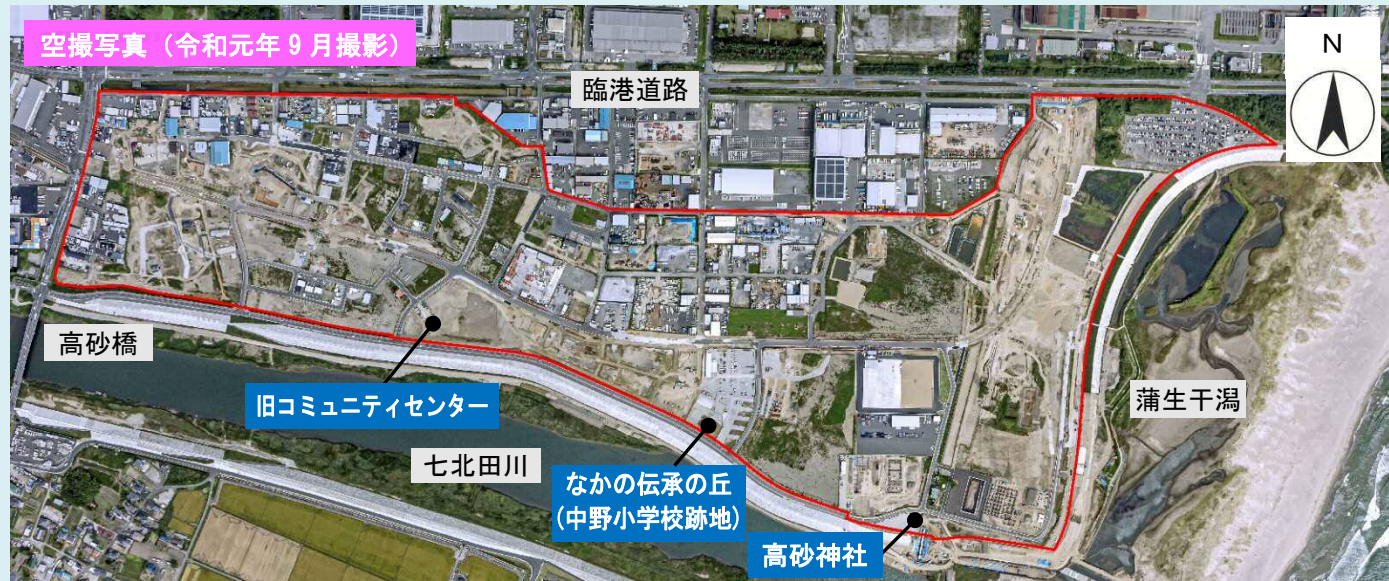 空撮写真（令和元年９月撮影）
N
臨港道路
高砂橋
旧コミュニティセンター
七北田川
なかの伝承の丘
(中野小学校跡地)
高砂神社
蒲生干潟